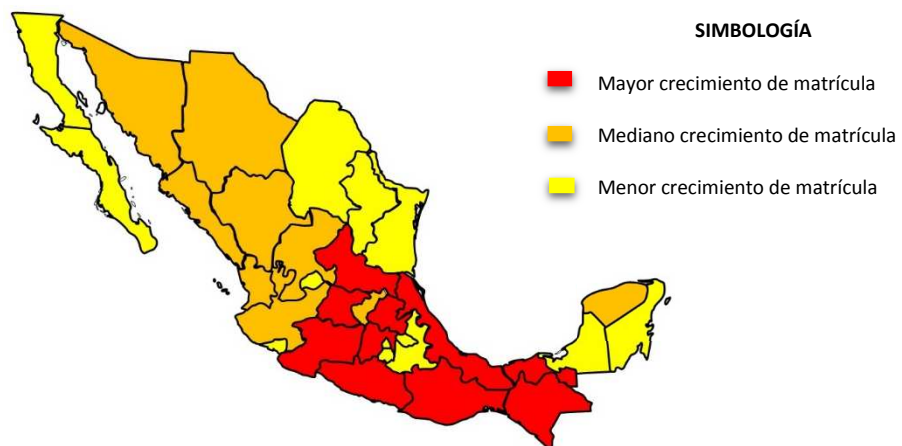 SIMBOLOGÍA
Mayor crecimiento de matrícula
Mediano crecimiento de matrícula
Menor crecimiento de matrícula